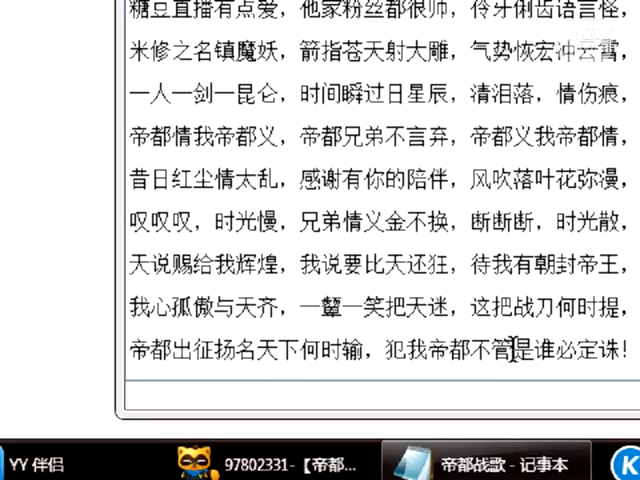 糖豆直播有点爱，他家粉丝都很帅，伶牙俐齿语言怪，
米修之名镇魔妖，箭指苍天射大雕，气势恢宏冲云霄，
一人一剑一昆仑，时间瞬过日星辰，清泪落，情伤痕，
帝都情我帝都义，帝都兄弟不言弃，帝都义我帝都情，
昔日红尘情太乱，感谢有你的陪伴，风吹落叶花弥漫，
叹叹叹，时光慢，兄弟情义金不换，断断断，时光散，
天说赐给我辉煌，我说要比天还狂，待我有朝封帝王，
我心孤傲与天齐，一颦一笑把天迷，这把战刀何时提，
帝都出征扬名天下何时输，犯我帝都不管是谁必定诛！
YY 伴侣
97802331-【帝都...
帝都战歌 - 记事本
K